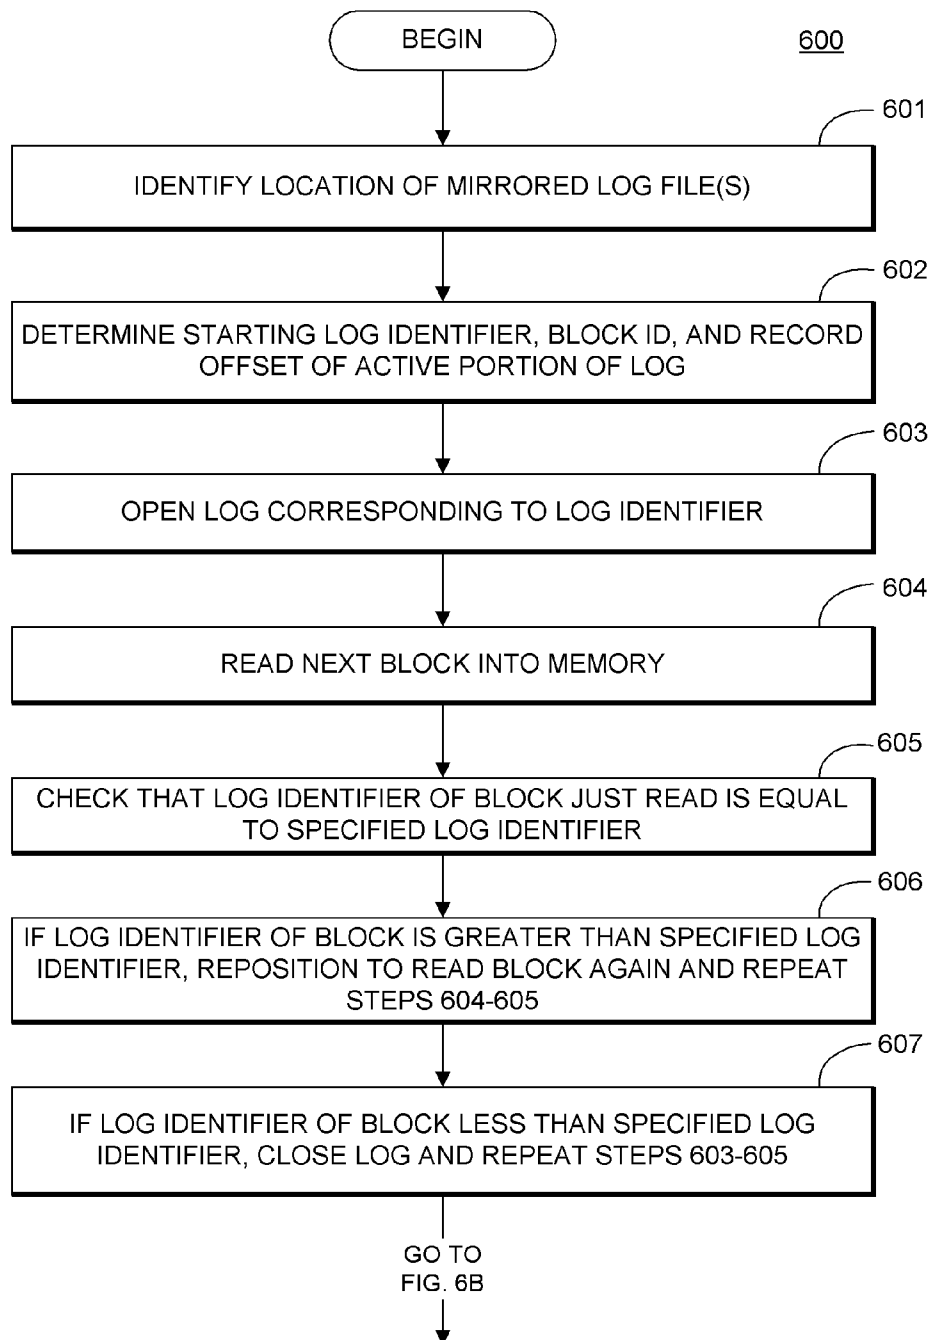 BEGIN
600
601
IDENTIFY LOCATION OF MIRRORED LOG FILE(S)
602
DETERMINE STARTING LOG IDENTIFIER, BLOCK ID, AND RECORD
OFFSET OF ACTIVE PORTION OF LOG
603
OPEN LOG CORRESPONDING TO LOG IDENTIFIER
604
READ NEXT BLOCK INTO MEMORY
605
CHECK THAT LOG IDENTIFIER OF BLOCK JUST READ IS EQUAL
TO SPECIFIED LOG IDENTIFIER
606
IF LOG IDENTIFIER OF BLOCK IS GREATER THAN SPECIFIED LOG
IDENTIFIER, REPOSITION TO READ BLOCK AGAIN AND REPEAT
STEPS 604-605
607
IF LOG IDENTIFIER OF BLOCK LESS THAN SPECIFIED LOG
IDENTIFIER, CLOSE LOG AND REPEAT STEPS 603-605
GO TO
FIG. 6B